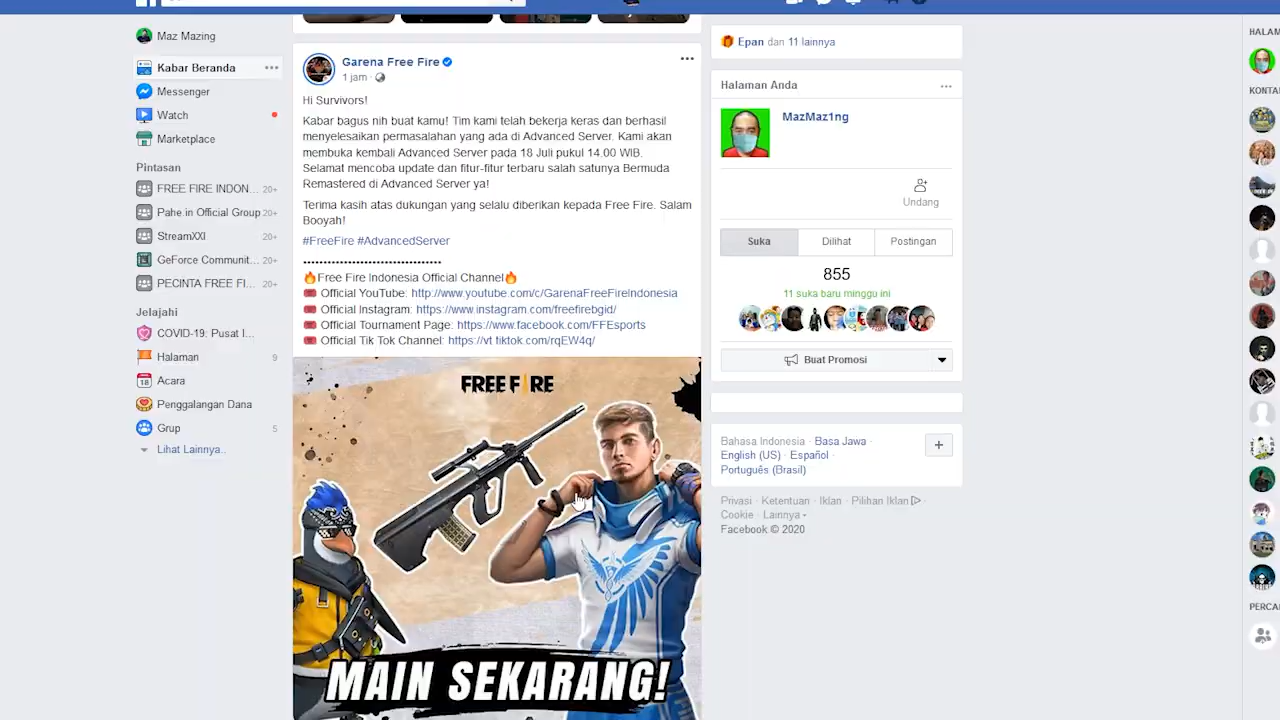 Maz Mazing
Kabar Beranda
Messenger
Watch
Marketplace
Pintasan
FREE FIRE INDON... 20+
Pahe.in Official Group 20+
StreamXXI 20+
GeForce Communit... 20+
PECINTA FREE FI... 20+
Jelajahi
COVID-19: Pusat I...
Halaman 9
Acara
Penggalangan Dana
Grup 5
Lihat Lainnya..
Garena Free Fire
1 jam ·
Hi Survivors!
Kabar bagus nih buat kamu! Tim kami telah bekerja keras dan berhasil
menyelesaikan permasalahan yang ada di Advanced Server. Kami akan
membuka kembali Advanced Server pada 18 Juli pukul 14.00 WIB.
Selamat mencoba update dan fitur-fitur terbaru salah satunya Bermuda
Remastered di Advanced Server ya!
Terima kasih atas dukungan yang selalu diberikan kepada Free Fire. Salam
Booyah!
#FreeFire #AdvancedServer
----------------------------------
🔥Free Fire Indonesia Official Channel🔥
Official YouTube: http://www.youtube.com/c/GarenaFreeFireIndonesia
Official Instagram: https://www.instagram.com/freefirebgid/
Official Tournament Page: https://www.facebook.com/FFEsports
Official Tik Tok Channel: https://vt.tiktok.com/rqEW4q/
FREE FIRE
MAIN SEKARANG!
Epan dan 11 lainnya
Halaman Anda
MazMaz1ng
Undang
Suka Dilihat Postingan
855
11 suka baru minggu ini
Buat Promosi
Bahasa Indonesia · Basa Jawa ·
English (US) · Español ·
Português (Brasil)
Privasi · Ketentuan · Iklan · Pilihan Iklan ·
Cookie · Lainnya
Facebook © 2020
HALAM
KONTA
PERCA